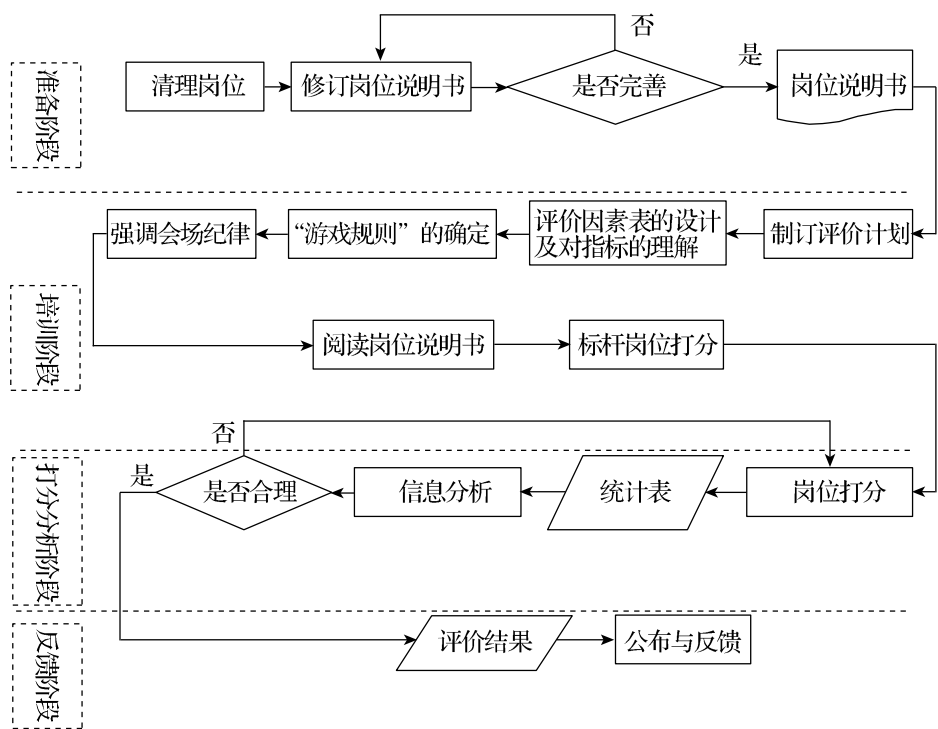 准备阶段
清理岗位
修订岗位说明书
是否完善
否
是
岗位说明书
培训阶段
制订评价计划
评价因素表的设计
及对指标的理解
“游戏规则”的确定
强调会场纪律
阅读岗位说明书
标杆岗位打分
打分分析阶段
岗位打分
统计表
信息分析
是否合理
否
是
反馈阶段
评价结果
公布与反馈